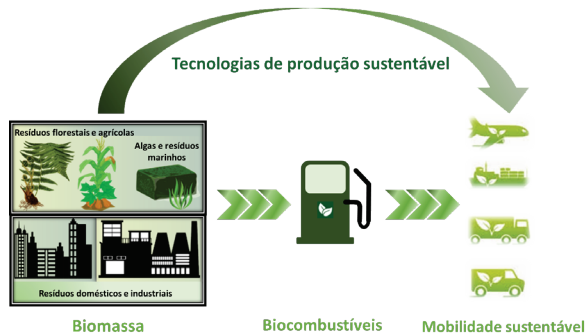 Tecnologias de produção sustentável
Resíduos florestais e agrícolas
Algas e resíduos
marinhos
Resíduos domésticos e industriais
Biomassa
Biocombustíveis
Mobilidade sustentável